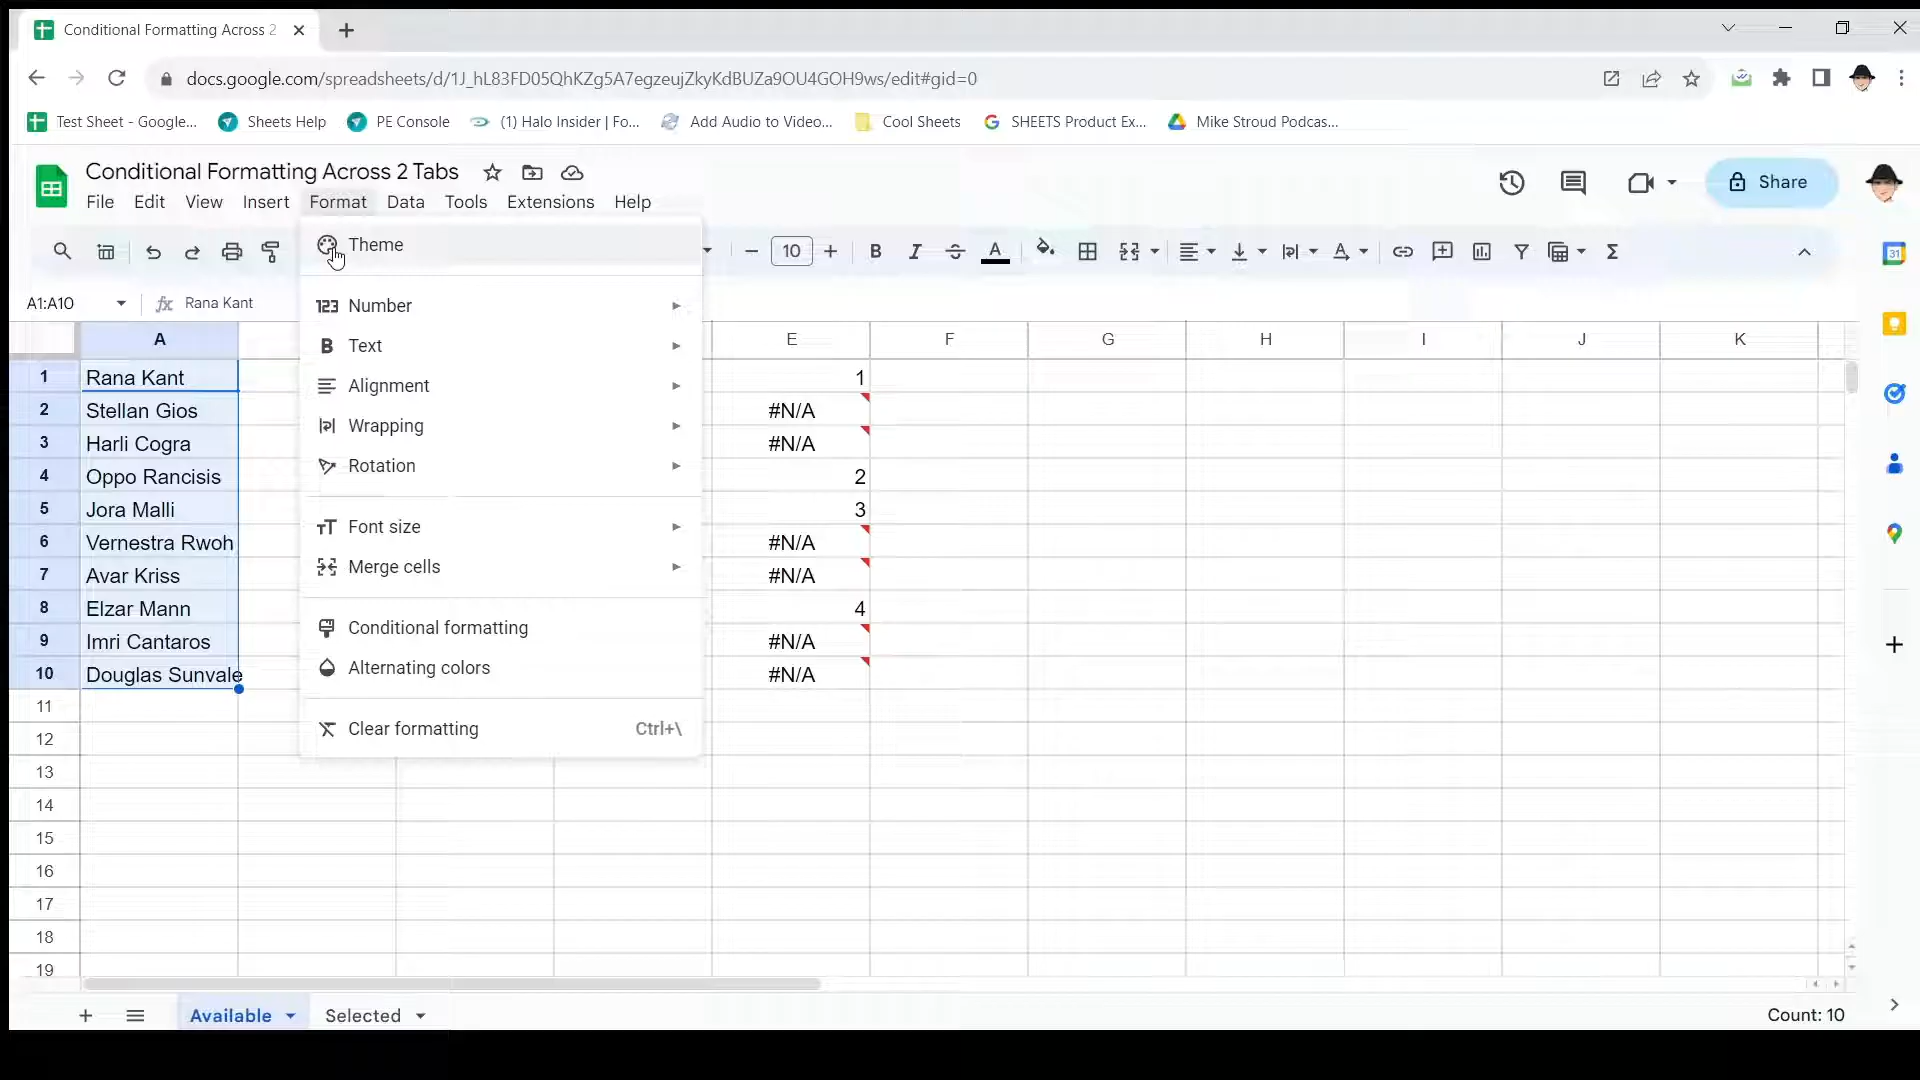 Conditional Formatting Across 2
docs.google.com/spreadsheets/d/1J_hL83FD05QhKZg5A7egzeujZkyKdBUZa9OU4GOH9ws/edit#gid=0
Test Sheet - Google... Sheets Help PE Console (1) Halo Insider | Fo... Add Audio to Video... Cool Sheets SHEETS Product Ex... Mike Stroud Podcas...
Conditional Formatting Across 2 Tabs
File Edit View Insert Format Data Tools Extensions Help
Share
10
31
A1:A10 fx Rana Kant
Theme
123 Number
B Text
Alignment
Wrapping
Rotation
Font size
Merge cells
Conditional formatting
Alternating colors
Clear formatting Ctrl+\
A E F G H I J K
1 Rana Kant 1
2 Stellan Gios #N/A
3 Harli Cogra #N/A
4 Oppo Rancisis 2
5 Jora Malli 3
6 Vernestra Rwoh #N/A
7 Avar Kriss #N/A
8 Elzar Mann 4
9 Imri Cantaros #N/A
10 Douglas Sunvale #N/A
11
12
13
14
15
16
17
18
19
Available Selected Count: 10